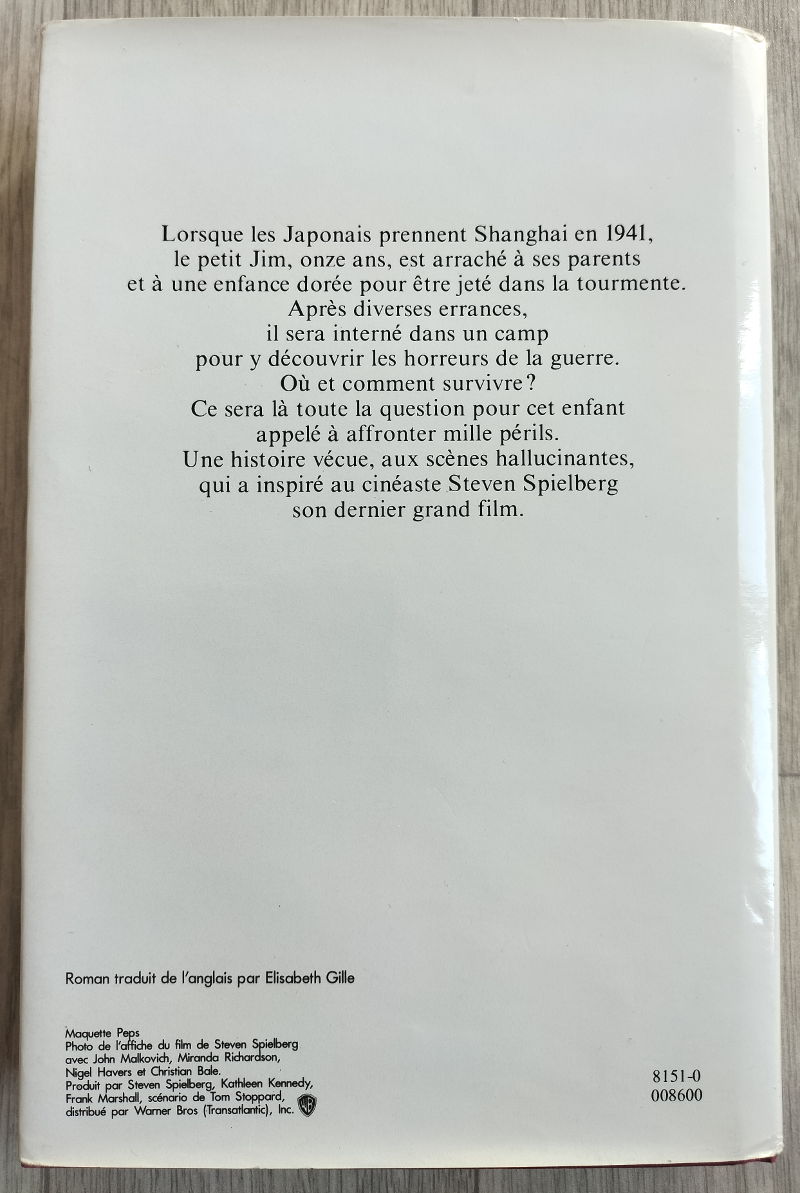 Lorsque les Japonais prennent Shanghai en 1941,
le petit Jim, onze ans, est arraché à ses parents
et à une enfance dorée pour être jeté dans la tourmente.
Après diverses errances,
il sera interné dans un camp
pour y découvrir les horreurs de la guerre.
Où et comment survivre?
Ce sera là toute la question pour cet enfant
appelé à affronter mille périls.
Une histoire vécue, aux scènes hallucinantes,
qui a inspiré au cinéaste Steven Spielberg
son dernier grand film.
Roman traduit de l'anglais par Elisabeth Gille
Maquette Peps
Photo de l'affiche du film de Steven Spielberg
avec John Malkovich, Miranda Richardson,
Nigel Havers et Christian Bale.
Produit par Steven Spielberg, Kathleen Kennedy,
Frank Marshall, scénario de Tom Stoppard,
distribué par Warner Bros (Transatlantic), Inc.
WB
8151-0
008600